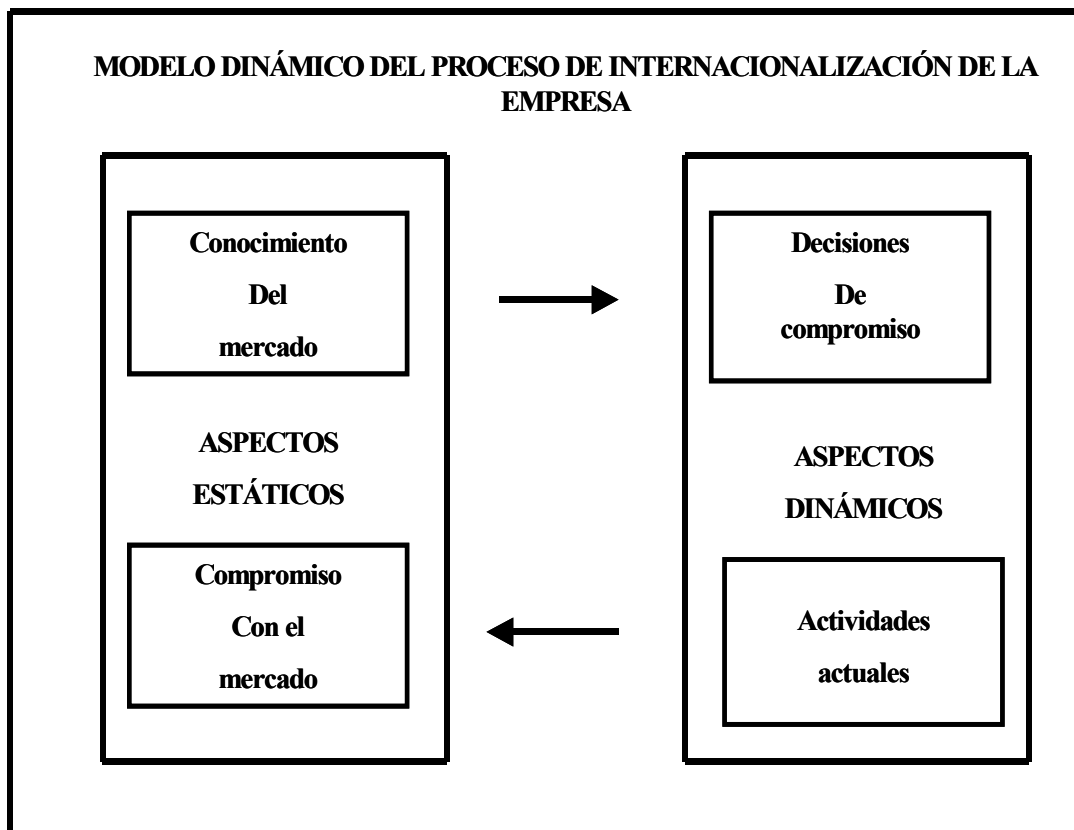 MODELO DINÁMICO DEL PROCESO DE INTERNACIONALIZACIÓN DE LA
EMPRESA
Conocimiento
Del
mercado
ASPECTOS
ESTÁTICOS
Compromiso
Con el
mercado
Decisiones
De
compromiso
ASPECTOS
DINÁMICOS
Actividades
actuales